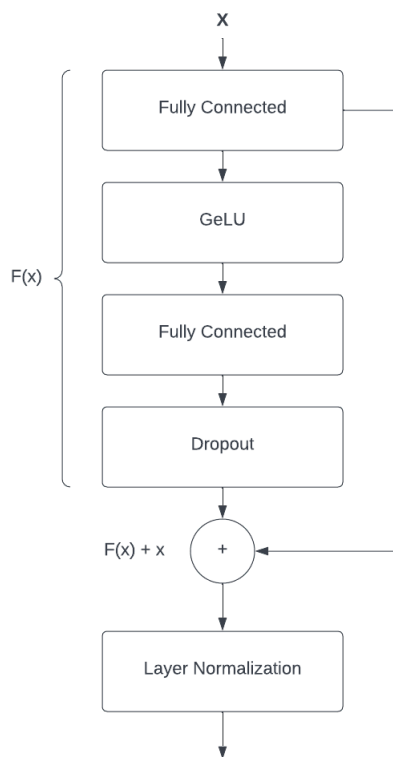 x
Fully Connected
GeLU
F(x)
Fully Connected
Dropout
F(x) + x
+
Layer Normalization